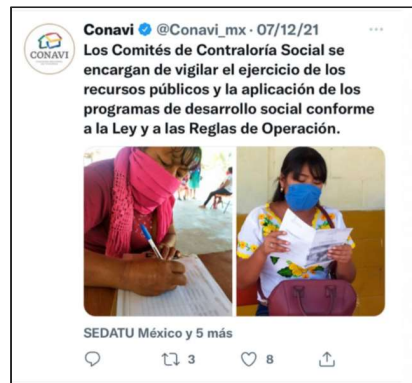 Conavi @Conavi_mx · 07/12/21
CONAVI
Los Comités de Contraloría Social se
encargan de vigilar el ejercicio de los
recursos públicos y la aplicación de los
programas de desarrollo social conforme
a la Ley y a las Reglas de Operación.
SEDATU México y 5 más
3 8